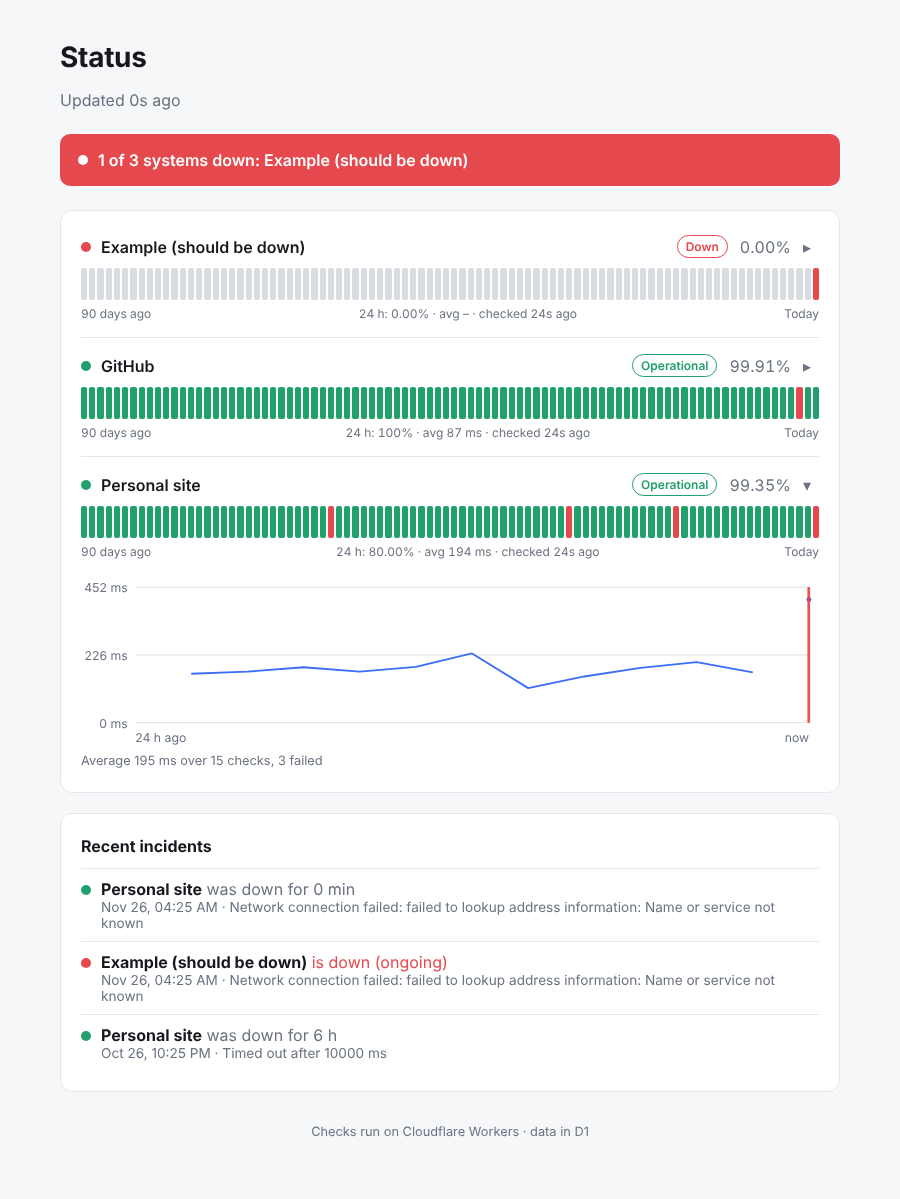 Status
Updated 0s ago
1 of 3 systems down: Example (should be down)
Example (should be down)
Down
0.00%
90 days ago
24 h: 0.00% · avg – · checked 24s ago
Today
GitHub
Operational
99.91%
90 days ago
24 h: 100% · avg 87 ms · checked 24s ago
Today
Personal site
Operational
99.35%
90 days ago
24 h: 80.00% · avg 194 ms · checked 24s ago
Today
452 ms
226 ms
0 ms
24 h ago
now
Average 195 ms over 15 checks, 3 failed
Recent incidents
Personal site was down for 0 min
Nov 26, 04:25 AM · Network connection failed: failed to lookup address information: Name or service not
known
Example (should be down) is down (ongoing)
Nov 26, 04:25 AM · Network connection failed: failed to lookup address information: Name or service not
known
Personal site was down for 6 h
Oct 26, 10:25 PM · Timed out after 10000 ms
Checks run on Cloudflare Workers · data in D1